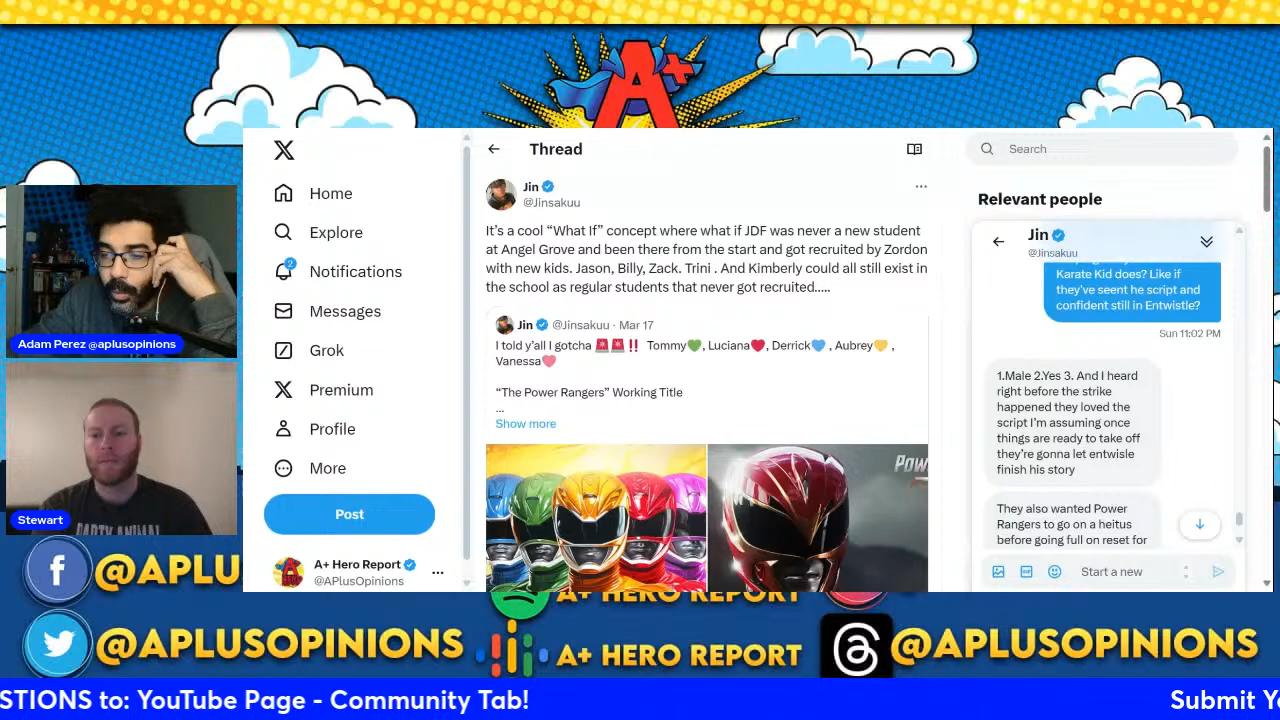 A+
Home
Explore
2
Notifications
Messages
Grok
Premium
Profile
More
Post
A+ Hero Report
@APlusOpinions
Thread
Jin
@Jinsakuu
It's a cool “What If” concept where what if JDF was never a new student
at Angel Grove and been there from the start and got recruited by Zordon
with new kids. Jason, Billy, Zack. Trini . And Kimberly could all still exist in
the school as regular students that never got recruited.....
Jin @Jinsakuu · Mar 17
I told y'all I gotcha 🚨🚨‼️ Tommy💚, Luciana❤️, Derrick💙 , Aubrey💛 ,
Vanessa🩷
“The Power Rangers” Working Title
...
Show more
Search
Relevant people
Jin
@Jinsakuu
Karate Kid does? Like if
they've seent he script and
confident still in Entwistle?
Sun 11:02 PM
1.Male 2.Yes 3. And I heard
right before the strike
happened they loved the
script I'm assuming once
things are ready to take off
they're gonna let entwisle
finish his story
They also wanted Power
Rangers to go on a heitus
before going full on reset for
GIF
Start a new
Adam Perez @aplusopinions
Stewart
PARTY ANIMAL
@APLU
A+ HERO REPORT
@APLUSOPINIONS
A+ HERO REPORT
@APLUSOPINIONS
STIONS to: YouTube Page - Community Tab!
Submit Yo